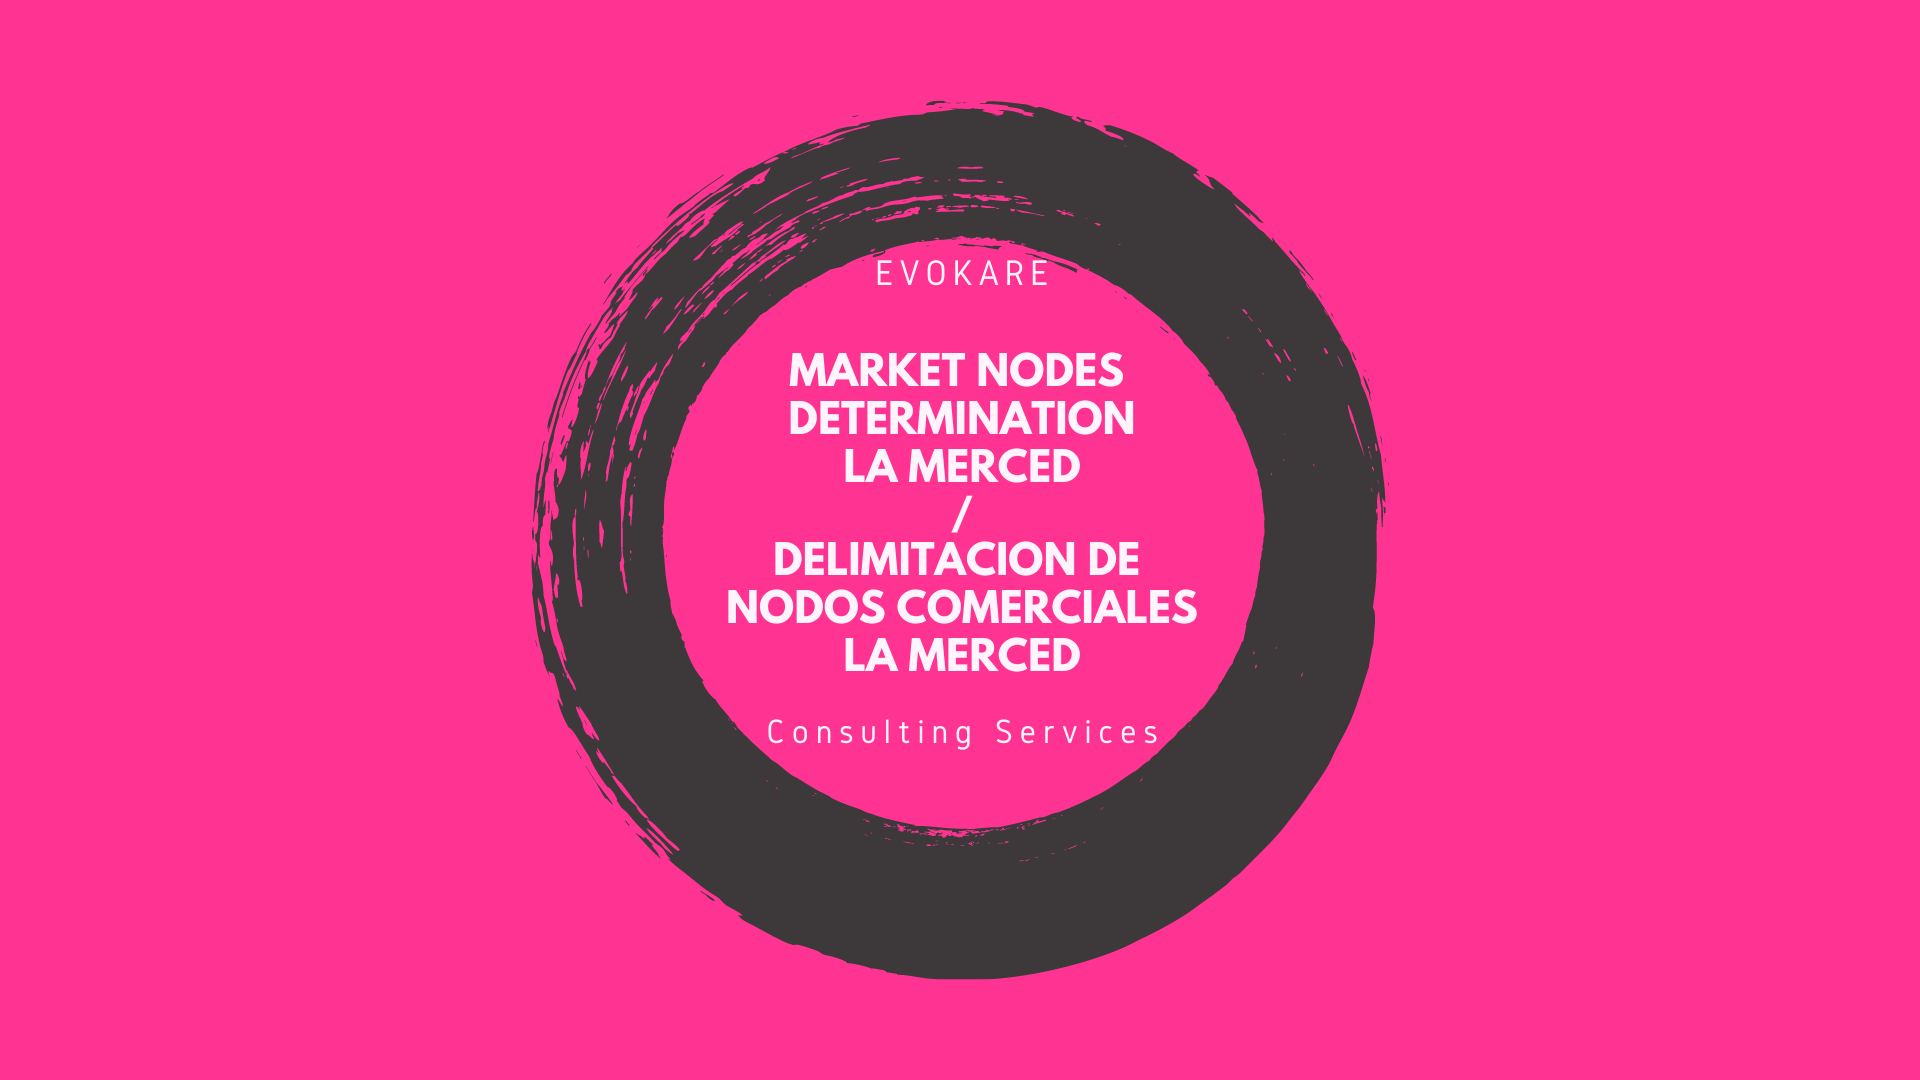 EVOKARE
MARKET NODES
DETERMINATION
LA MERCED
/
DELIMITACION DE
NODOS COMERCIALES
LA MERCED
Consulting Services